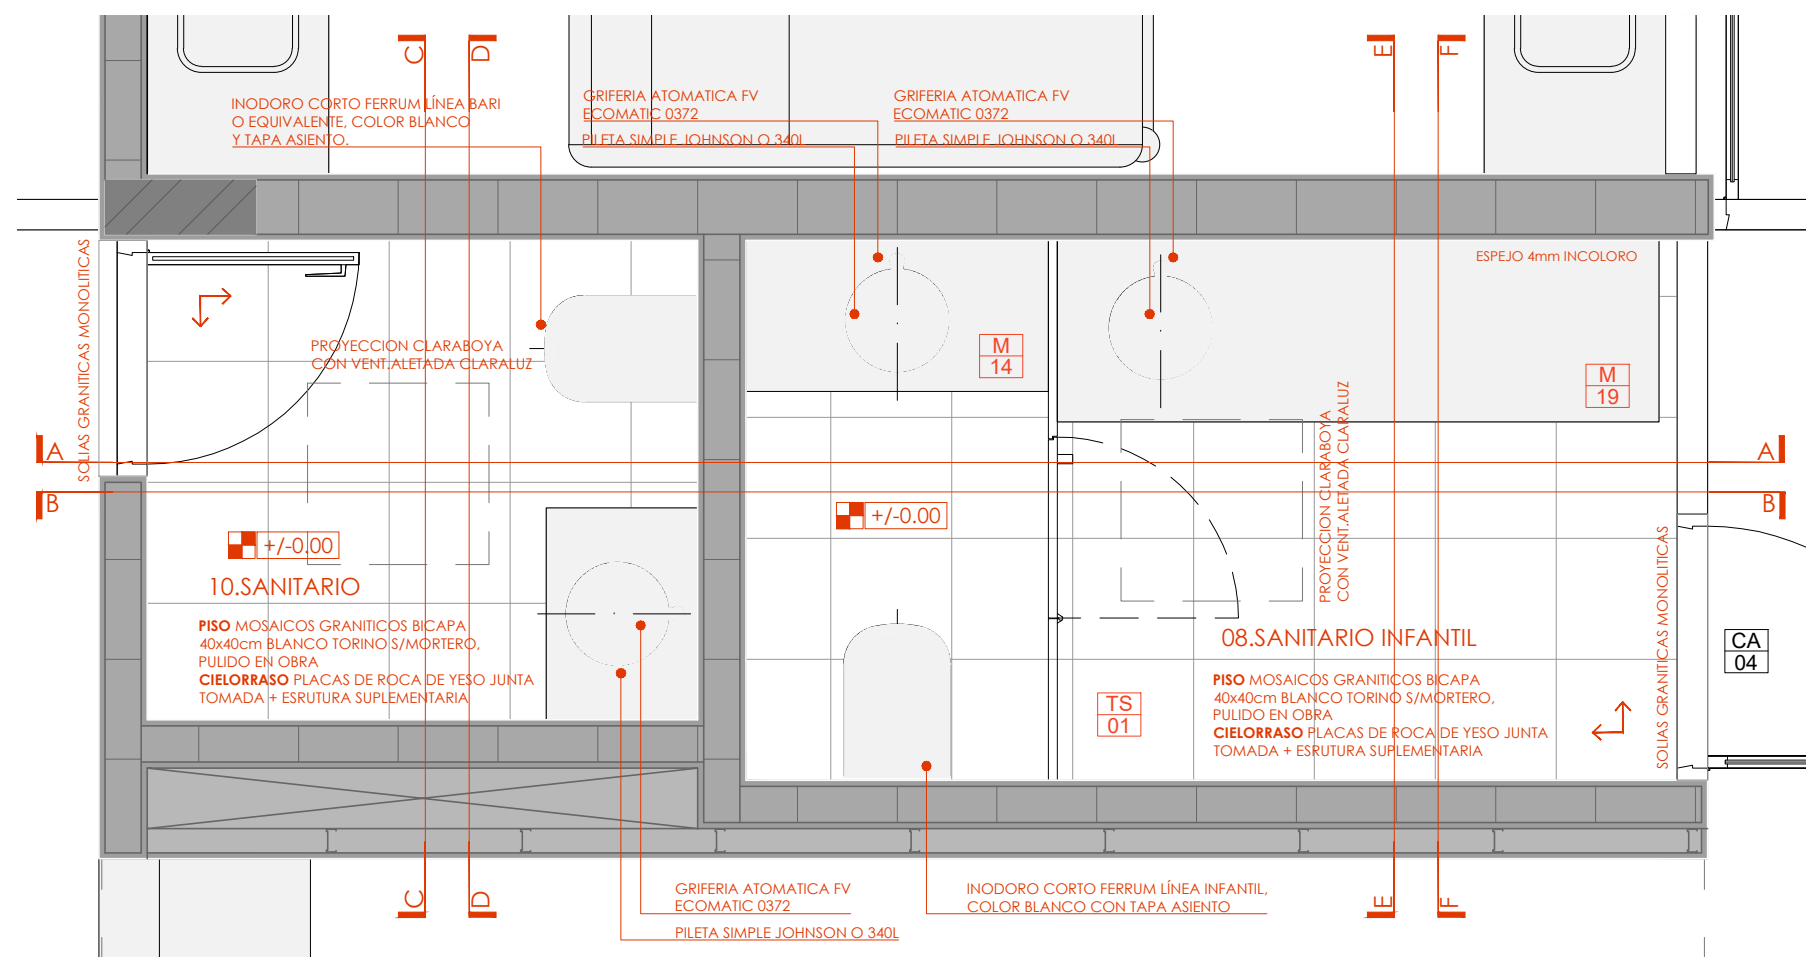 C
D
E
F
INODORO CORTO FERRUM LÍNEA BARI
O EQUIVALENTE, COLOR BLANCO
Y TAPA ASIENTO.
GRIFERIA ATOMATICA FV
ECOMATIC 0372
PILETA SIMPLE JOHNSON O 340L
GRIFERIA ATOMATICA FV
ECOMATIC 0372
PILETA SIMPLE JOHNSON O 340L
SOLIAS GRANITICAS MONOLITICAS
ESPEJO 4mm INCOLORO
PROYECCION CLARABOYA
CON VENT.ALETADA CLARALUZ
M
14
M
19
PROYECCION CLARABOYA
CON VENT.ALETADA CLARALUZ
A
A
B
B
+/-0.00
+/-0.00
10.SANITARIO
PISO MOSAICOS GRANITICOS BICAPA
40x40cm BLANCO TORINO S/MORTERO,
PULIDO EN OBRA
CIELORRASO PLACAS DE ROCA DE YESO JUNTA
TOMADA + ESRUTURA SUPLEMENTARIA
08.SANITARIO INFANTIL
PISO MOSAICOS GRANITICOS BICAPA
40x40cm BLANCO TORINO S/MORTERO,
PULIDO EN OBRA
CIELORRASO PLACAS DE ROCA DE YESO JUNTA
TOMADA + ESRUTURA SUPLEMENTARIA
TS
01
SOLIAS GRANITICAS MONOLITICAS
CA
04
GRIFERIA ATOMATICA FV
ECOMATIC 0372
PILETA SIMPLE JOHNSON O 340L
INODORO CORTO FERRUM LÍNEA INFANTIL,
COLOR BLANCO CON TAPA ASIENTO
C
D
E
F